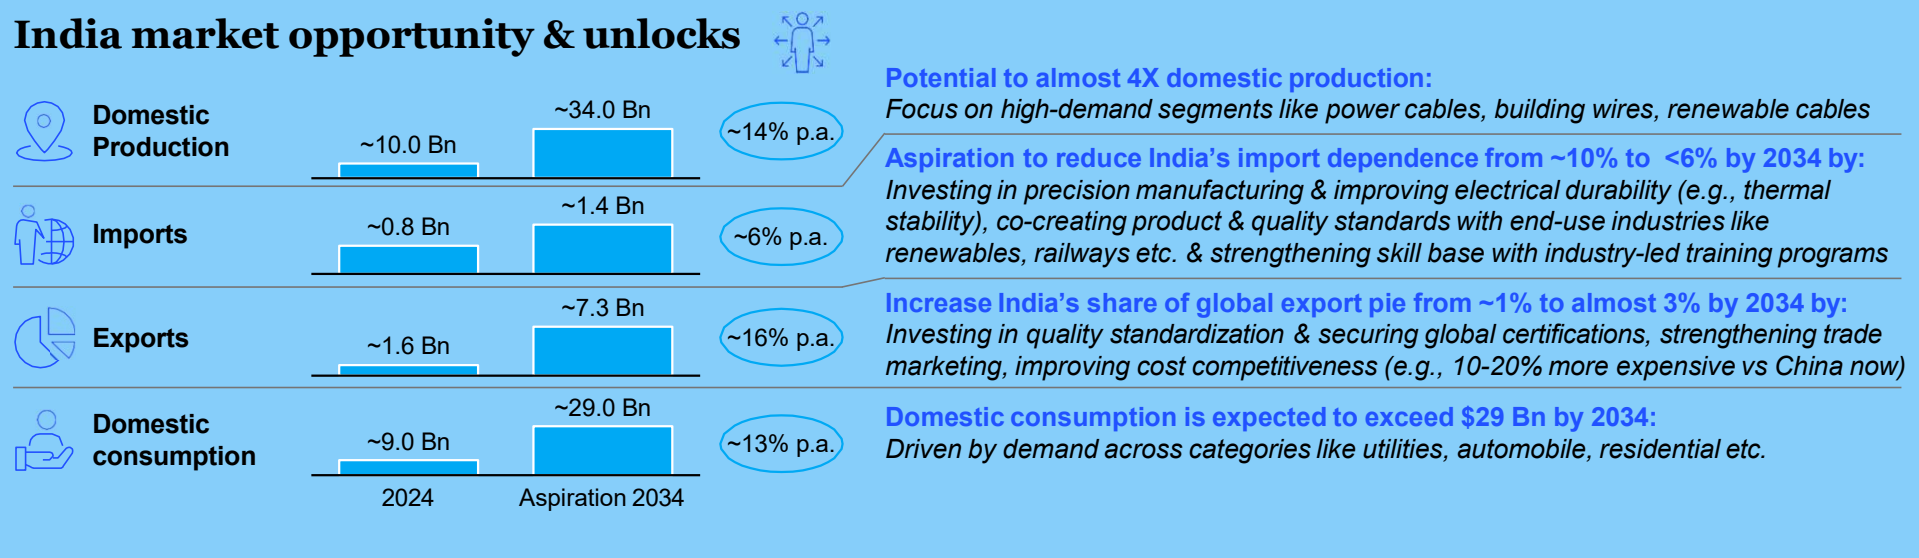 India market opportunity & unlocks
Domestic
Production
~10.0 Bn
~34.0 Bn
~14% p.a.
Potential to almost 4X domestic production:
Focus on high-demand segments like power cables, building wires, renewable cables
Imports
~0.8 Bn
~1.4 Bn
~6% p.a.
Aspiration to reduce India’s import dependence from ~10% to <6% by 2034 by:
Investing in precision manufacturing & improving electrical durability (e.g., thermal
stability), co-creating product & quality standards with end-use industries like
renewables, railways etc. & strengthening skill base with industry-led training programs
Exports
~1.6 Bn
~7.3 Bn
~16% p.a.
Increase India’s share of global export pie from ~1% to almost 3% by 2034 by:
Investing in quality standardization & securing global certifications, strengthening trade
marketing, improving cost competitiveness (e.g., 10-20% more expensive vs China now)
Domestic
consumption
~9.0 Bn
~29.0 Bn
~13% p.a.
Domestic consumption is expected to exceed $29 Bn by 2034:
Driven by demand across categories like utilities, automobile, residential etc.
2024
Aspiration 2034